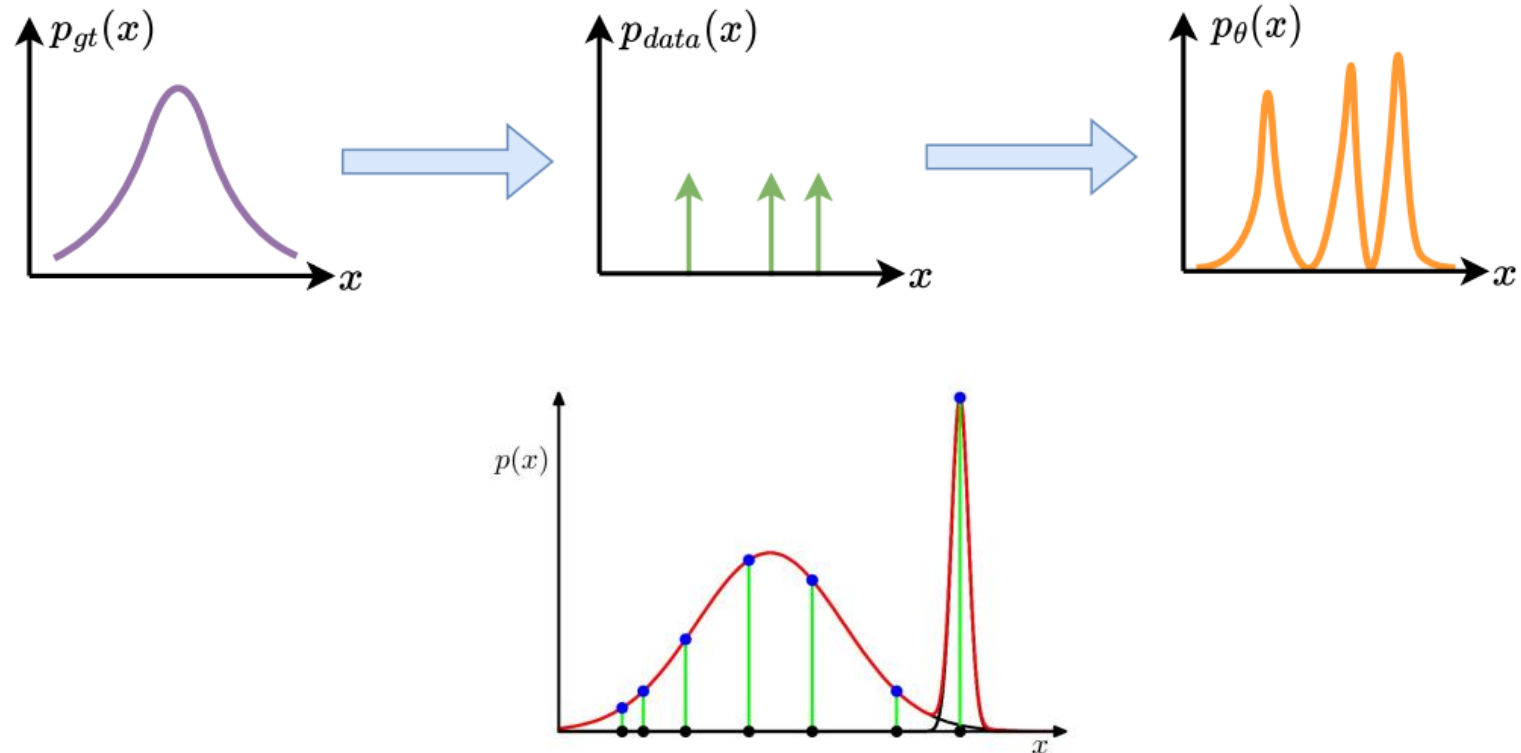 p_{gt}(x)
p_{data}(x)
p_θ(x)
x
x
x
p(x)
x